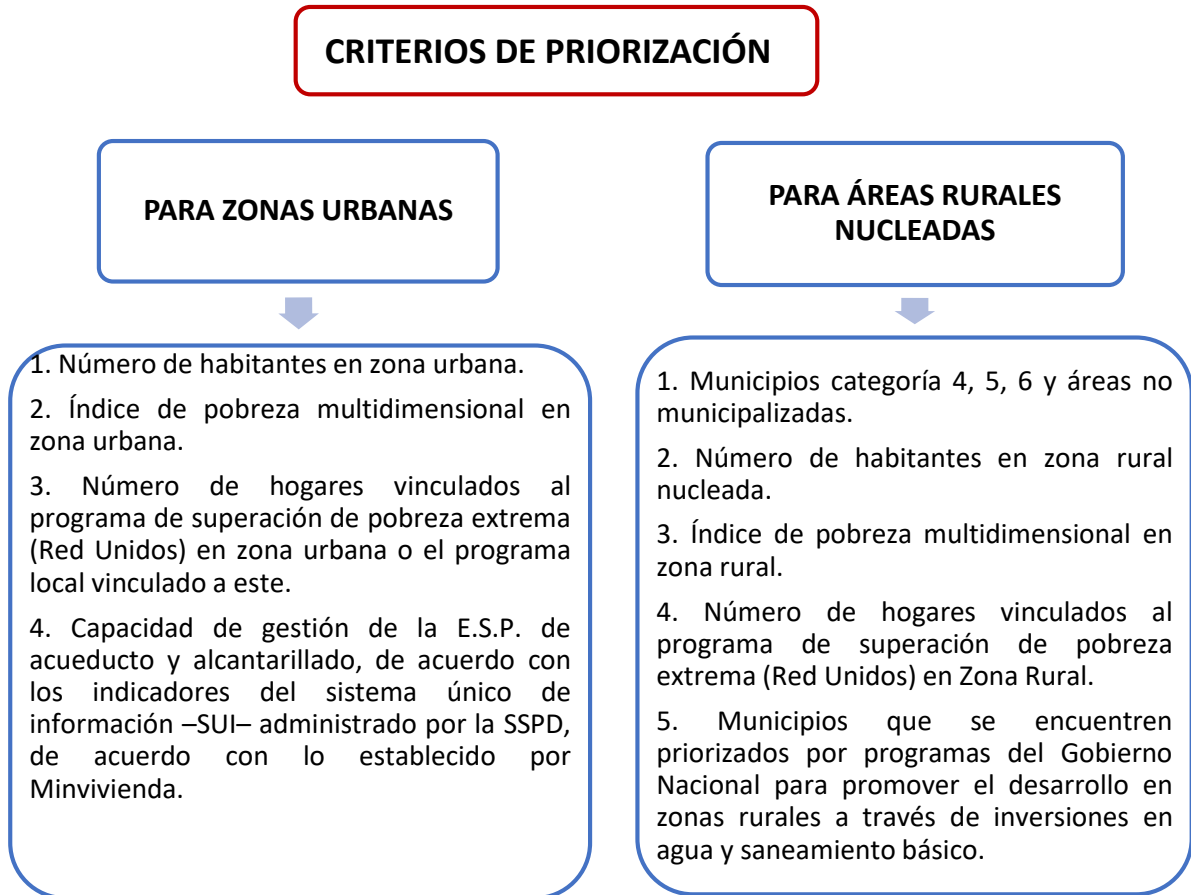 CRITERIOS DE PRIORIZACIÓN
PARA ZONAS URBANAS
1. Número de habitantes en zona urbana.
2. Índice de pobreza multidimensional en
zona urbana.
3. Número de hogares vinculados al
programa de superación de pobreza extrema
(Red Unidos) en zona urbana o el programa
local vinculado a este.
4. Capacidad de gestión de la E.S.P. de
acueducto y alcantarillado, de acuerdo con
los indicadores del sistema único de
información –SUI– administrado por la SSPD,
de acuerdo con lo establecido por
Minvivienda.
PARA ÁREAS RURALES
NUCLEADAS
1. Municipios categoría 4, 5, 6 y áreas no
municipalizadas.
2. Número de habitantes en zona rural
nucleada.
3. Índice de pobreza multidimensional en
zona rural.
4. Número de hogares vinculados al
programa de superación de pobreza
extrema (Red Unidos) en Zona Rural.
5. Municipios que se encuentren
priorizados por programas del Gobierno
Nacional para promover el desarrollo en
zonas rurales a través de inversiones en
agua y saneamiento básico.